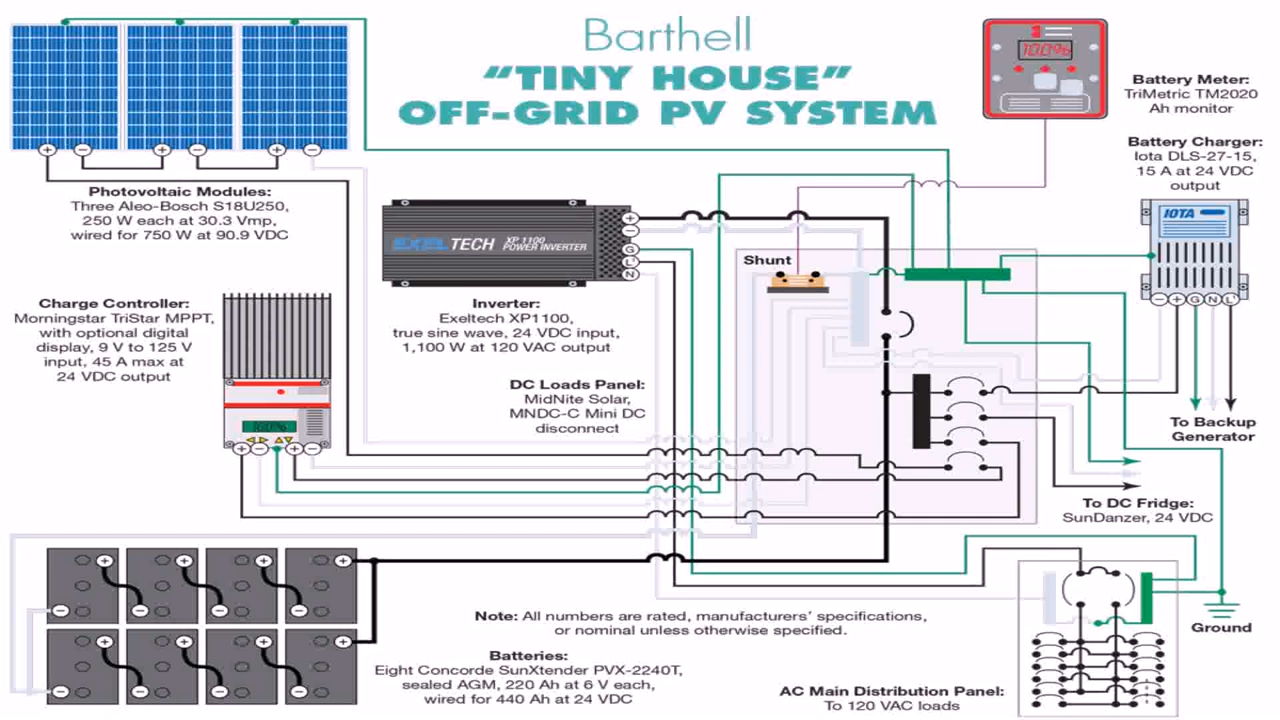 Barthell
“TINY HOUSE”
OFF-GRID PV SYSTEM
100%
Battery Meter:
TriMetric TM2020
Ah monitor
Battery Charger:
Iota DLS-27-15,
15 A at 24 VDC
output
IOTA
− + G N L1
To Backup
Generator
+ − + − + −
Photovoltaic Modules:
Three Aleo-Bosch S18U250,
250 W each at 30.3 Vmp,
wired for 750 W at 90.9 VDC
EXELTECH XP 1100
POWER INVERTER
+
−
G
L1
N
Inverter:
Exeltech XP1100,
true sine wave, 24 VDC input,
1,100 W at 120 VAC output
Shunt
Charge Controller:
Morningstar TriStar MPPT,
with optional digital
display, 9 V to 125 V
input, 45 A max at
24 VDC output
100%
+ − + −
DC Loads Panel:
MidNite Solar,
MNDC-C Mini DC
disconnect
To DC Fridge:
SunDanzer, 24 VDC
+ + + +
− − − −
+ + + +
− − − −
Note: All numbers are rated, manufacturers’ specifications,
or nominal unless otherwise specified.
Ground
Batteries:
Eight Concorde SunXtender PVX-2240T,
sealed AGM, 220 Ah at 6 V each,
wired for 440 Ah at 24 VDC
AC Main Distribution Panel:
To 120 VAC loads